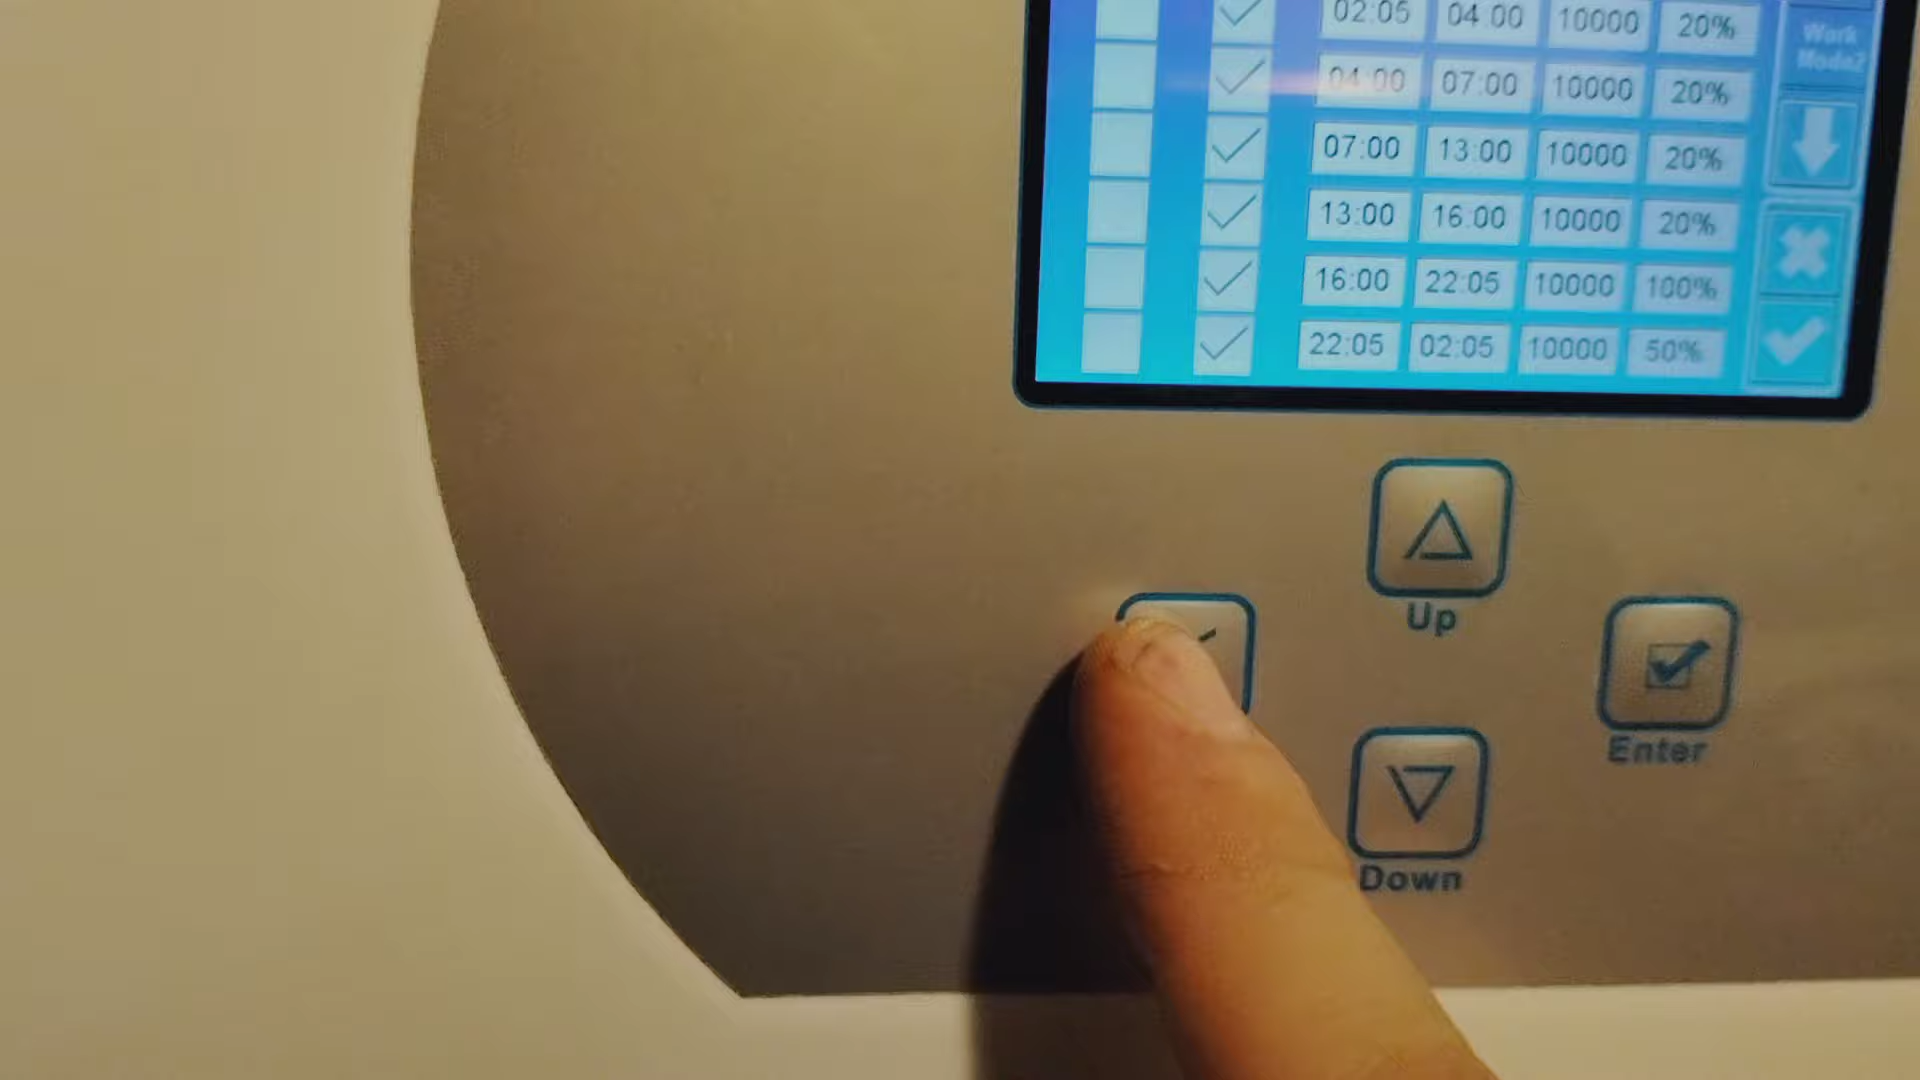 02:05 04:00 10000 20%
Work
Mode2
04:00 07:00 10000 20%
07:00 13:00 10000 20%
13:00 16:00 10000 20%
16:00 22:05 10000 100%
22:05 02:05 10000 50%
Up
Enter
Down